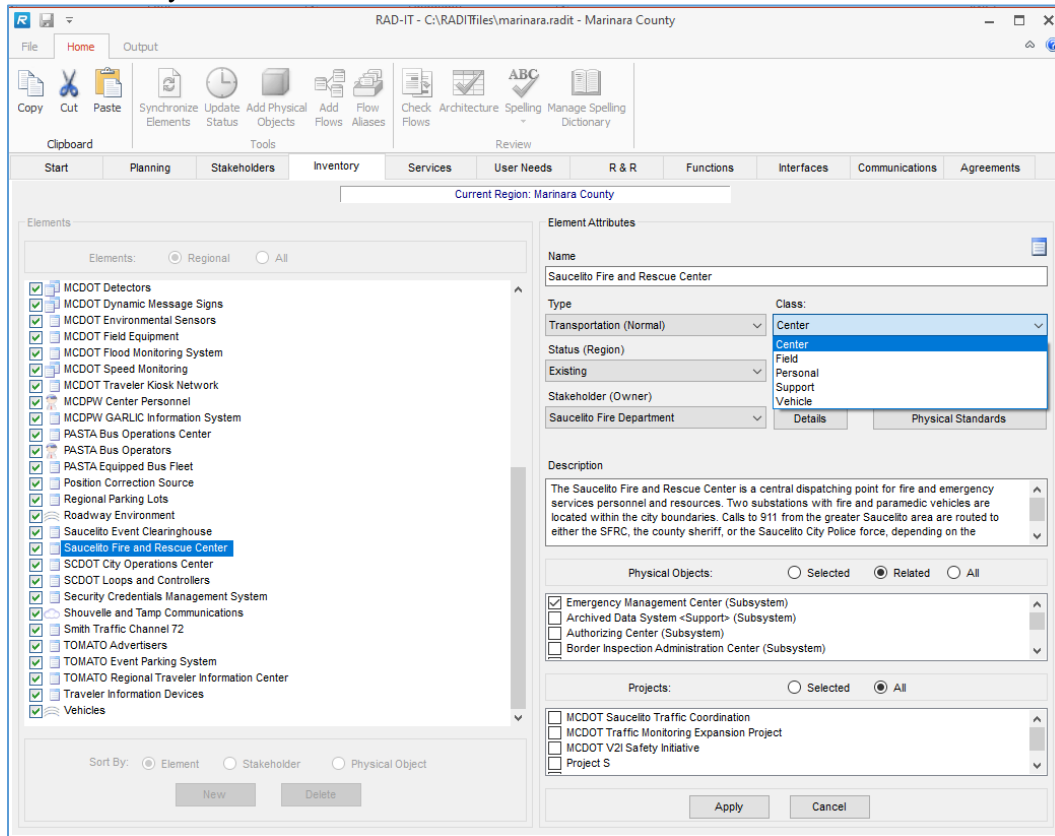 RAD-IT - C:\RADITfiles\marinara.radit - Marinara County
File Home Output
Copy Cut Paste
Synchronize Elements
Update Status
Add Physical Objects
Add Flows
Flow Aliases
Check Flows
Architecture
ABC
Spelling
Manage Spelling Dictionary
Clipboard Tools Review
Start Planning Stakeholders Inventory Services User Needs R & R Functions Interfaces Communications Agreements
Current Region: Marinara County
Elements
Elements: Regional All
MCDOT Detectors
MCDOT Dynamic Message Signs
MCDOT Environmental Sensors
MCDOT Field Equipment
MCDOT Flood Monitoring System
MCDOT Speed Monitoring
MCDOT Traveler Kiosk Network
MCDPW Center Personnel
MCDPW GARLIC Information System
PASTA Bus Operations Center
PASTA Bus Operators
PASTA Equipped Bus Fleet
Position Correction Source
Regional Parking Lots
Roadway Environment
Saucelito Event Clearinghouse
Saucelito Fire and Rescue Center
SCDOT City Operations Center
SCDOT Loops and Controllers
Security Credentials Management System
Shouvelle and Tamp Communications
Smith Traffic Channel 72
TOMATO Advertisers
TOMATO Event Parking System
TOMATO Regional Traveler Information Center
Traveler Information Devices
Vehicles
Sort By: Element Stakeholder Physical Object
New Delete
Element Attributes
Name
Saucelito Fire and Rescue Center
Type Class:
Transportation (Normal) Center
Center
Field
Personal
Support
Vehicle
Status (Region)
Existing
Stakeholder (Owner)
Saucelito Fire Department Details Physical Standards
Description
The Saucelito Fire and Rescue Center is a central dispatching point for fire and emergency
services personnel and resources. Two substations with fire and paramedic vehicles are
located within the city boundaries. Calls to 911 from the greater Saucelito area are routed to
either the SFRC, the county sheriff, or the Saucelito City Police force, depending on the
Physical Objects: Selected Related All
Emergency Management Center (Subsystem)
Archived Data System <Support> (Subsystem)
Authorizing Center (Subsystem)
Border Inspection Administration Center (Subsystem)
Projects: Selected All
MCDOT Saucelito Traffic Coordination
MCDOT Traffic Monitoring Expansion Project
MCDOT V2I Safety Initiative
Project S
Apply Cancel